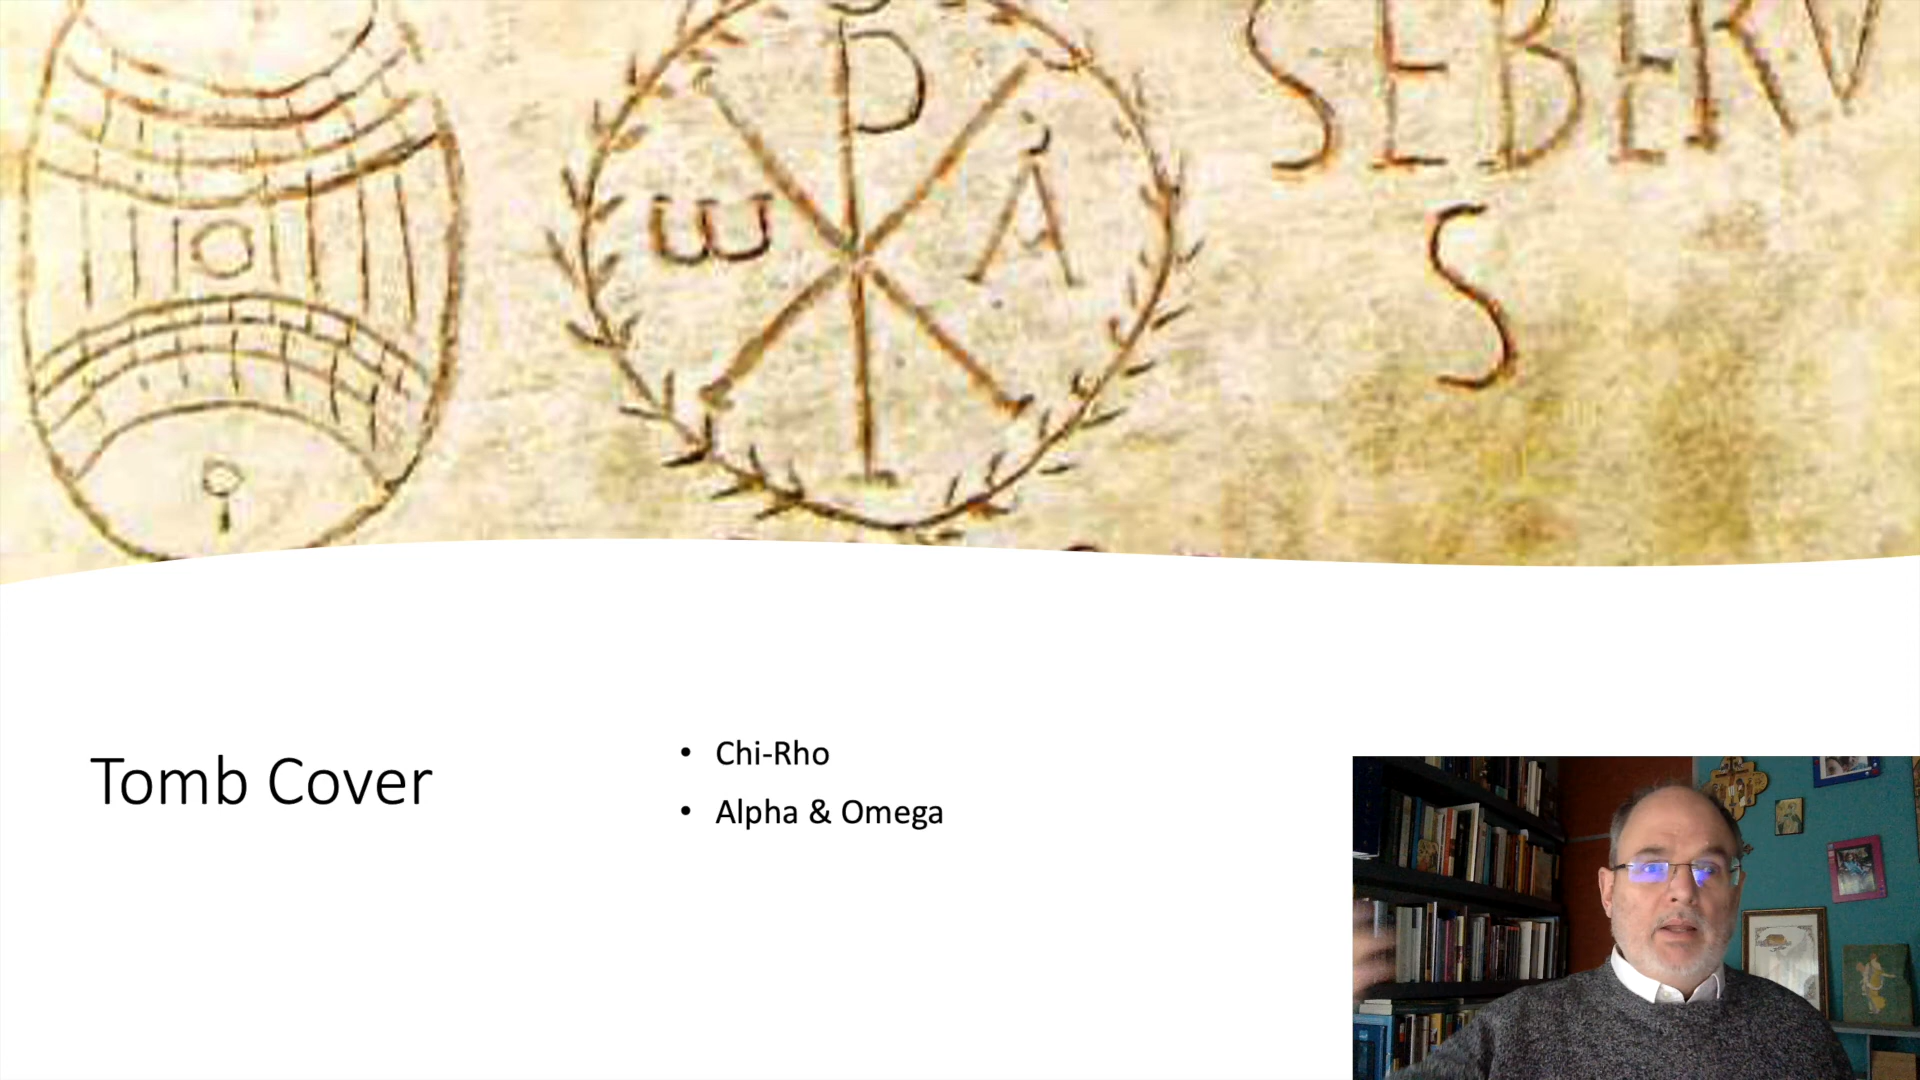 SEBERV
S
Ρ
ω Α
Tomb Cover
• Chi-Rho
• Alpha & Omega